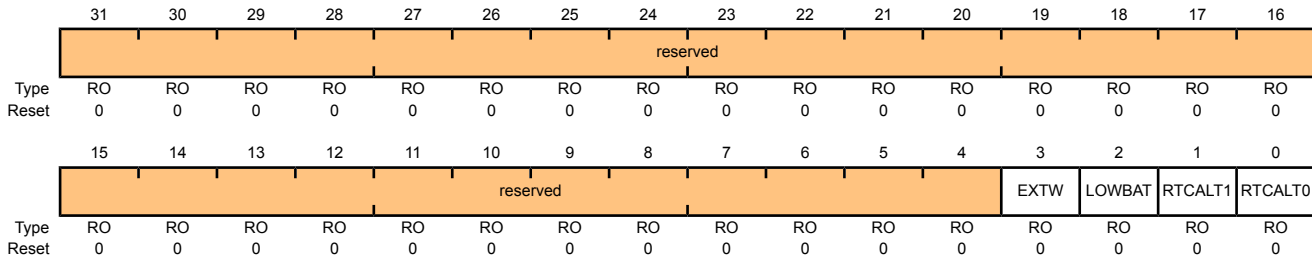 31 30 29 28 27 26 25 24 23 22 21 20 19 18 17 16
reserved
Type RO RO RO RO RO RO RO RO RO RO RO RO RO RO RO RO
Reset 0 0 0 0 0 0 0 0 0 0 0 0 0 0 0 0
15 14 13 12 11 10 9 8 7 6 5 4 3 2 1 0
reserved EXTW LOWBAT RTCALT1 RTCALT0
Type RO RO RO RO RO RO RO RO RO RO RO RO RO RO RO RO
Reset 0 0 0 0 0 0 0 0 0 0 0 0 0 0 0 0